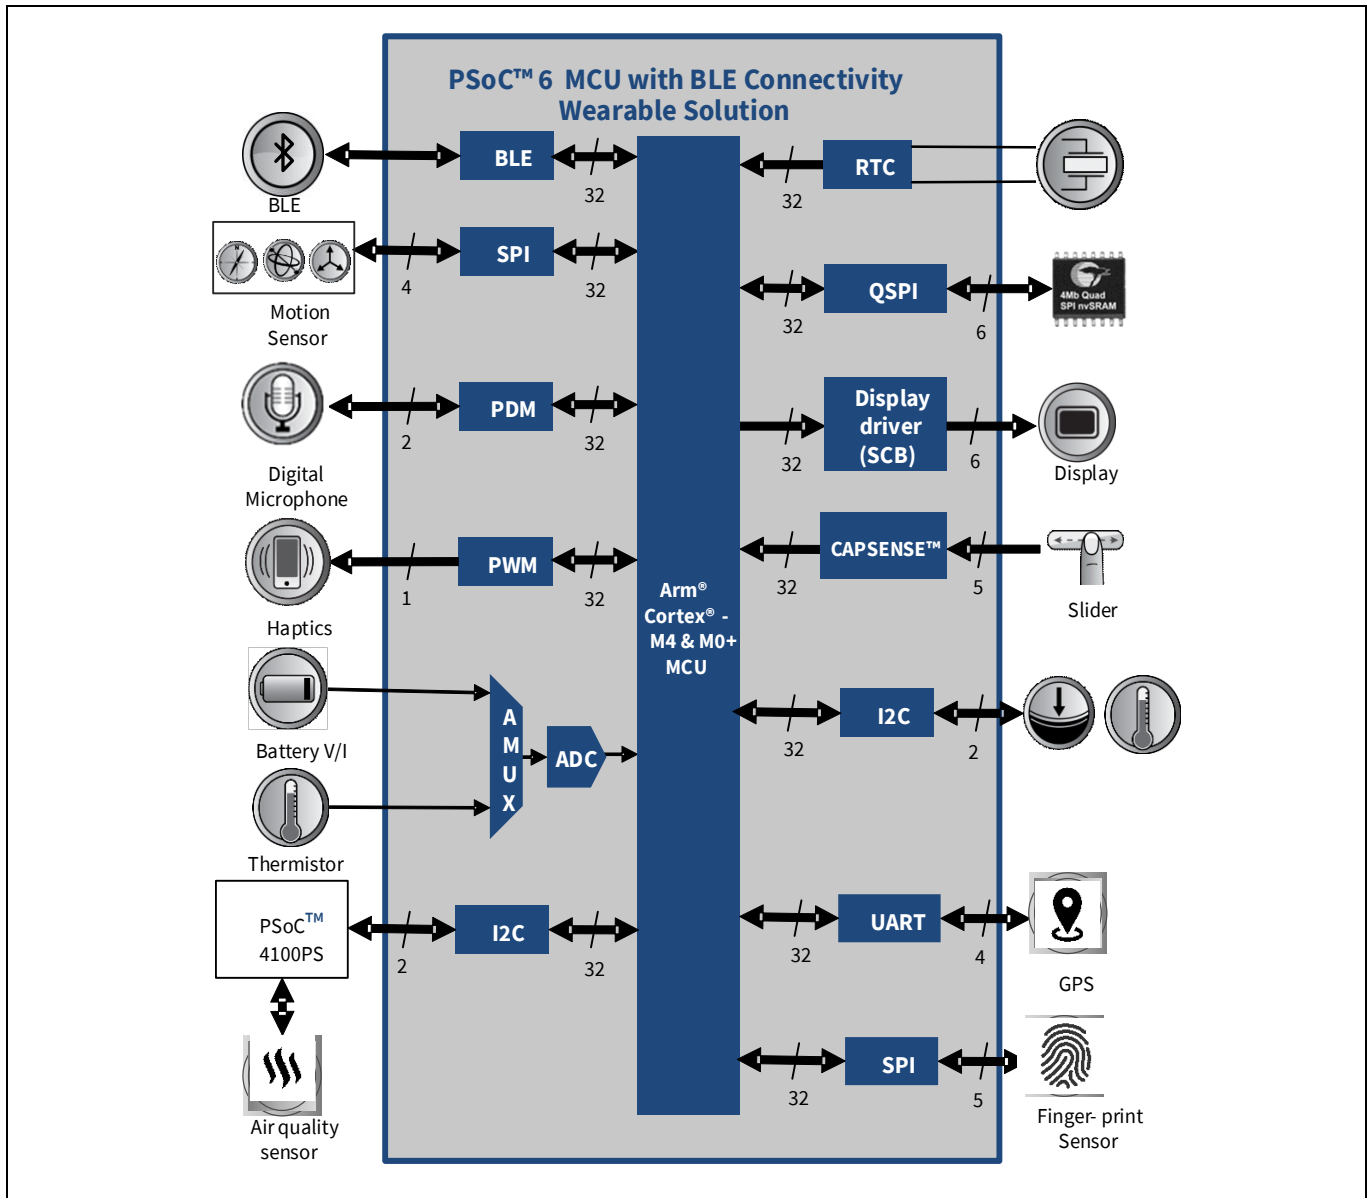 PSoC™ 6 MCU with BLE Connectivity
Wearable Solution
BLE
BLE
32
SPI
4
32
Motion
Sensor
PDM
2
32
Digital
Microphone
PWM
1
32
Haptics
Battery V/I
A
M
U
X
ADC
Thermistor
PSoC™
4100PS
I2C
2
32
Air quality
sensor
Arm®
Cortex® -
M4 & M0+
MCU
RTC
32
QSPI
32
6
4Mb Quad
SPI nvSRAM
Display
driver
(SCB)
32
6
Display
CAPSENSE™
32
5
Slider
I2C
32
2
UART
32
4
GPS
SPI
32
5
Finger- print
Sensor